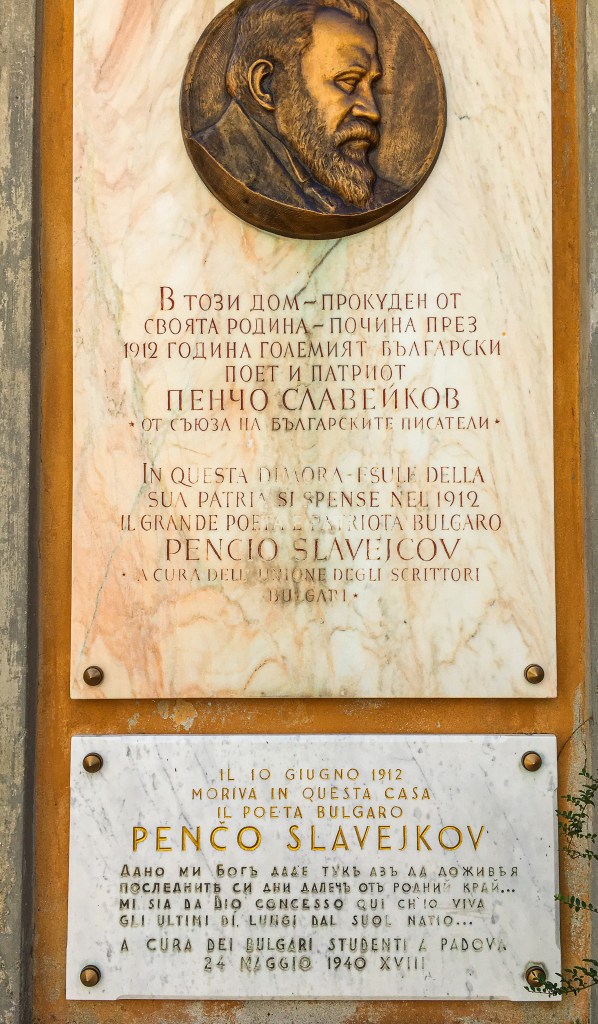 В ТОЗИ ДОМ – ПРОКУДЕН ОТ
СВОЯТА РОДИНА – ПОЧИНА ПРЕЗ
1912 ГОДИНА ГОЛЕМИЯТ БЪЛГАРСКИ
ПОЕТ И ПАТРИОТ
ПЕНЧО СЛАВЕЙКОВ
• ОТ СЪЮЗА НА БЪЛГАРСКИТЕ ПИСАТЕЛИ •
IN QUESTA DIMORA – ESULE DELLA
SUA PATRIA SI SPENSE NEL 1912
IL GRANDE POETA E PATRIOTA BULGARO
PENCIO SLAVEJCOV
• A CURA DELL'UNIONE DEGLI SCRITTORI
BULGARI •
IL 10 GIUGNO 1912
MORIVA IN QUESTA CASA
IL POETA BULGARO
PENČO SLAVEJKOV
ДАНО МИ БОГЪ ДАДЕ ТУКЪ АЗЪ ДА ДОЖИВѢЯ
ПОСЛЕДНИТѢ СИ ДНИ ДАЛЕЧЬ ОТЪ РОДНИЙ КРАЙ...
MI SIA DA DIO CONCESSO QUI CH'IO VIVA
GLI ULTIMI DÌ, LUNGI DAL SUOL NATIO...
A CURA DEI BULGARI STUDENTI A PADOVA
24 MAGGIO 1940 XVIII